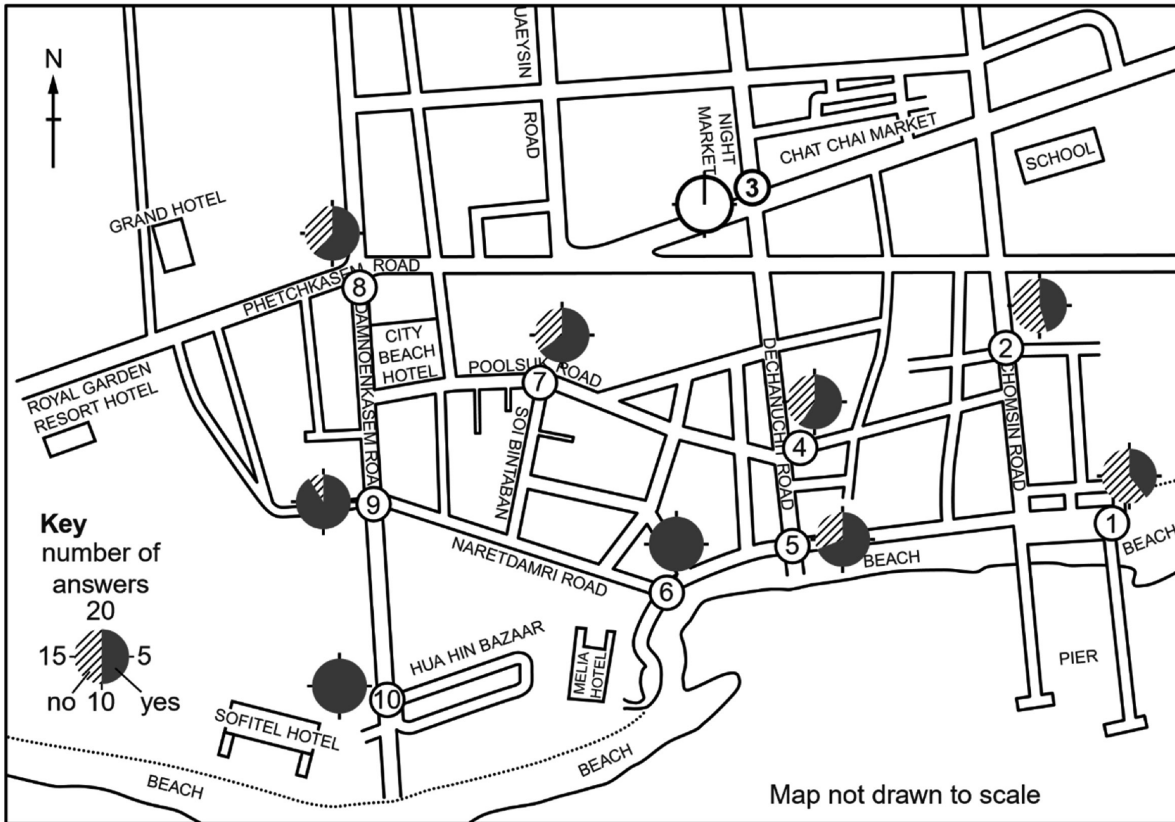 N
UAEYSIN
ROAD
NIGHT
MARKET
CHAT CHAI MARKET
3
SCHOOL
GRAND HOTEL
PHETCHKASEM ROAD
8
DAMNOENKASEM ROA
CITY
BEACH
HOTEL
POOLSUK ROAD
7
ROYAL GARDEN
RESORT HOTEL
SOI BINTABAN
DECHANUCHIT ROAD
4
2
CHOMSIN ROAD
9
NARETDAMRI ROAD
5
BEACH
1
BEACH
6
Key
number of
answers
20
15
5
no
10
yes
HUA HIN BAZAAR
MELIA
HOTEL
PIER
10
SOFITEL HOTEL
BEACH
BEACH
Map not drawn to scale